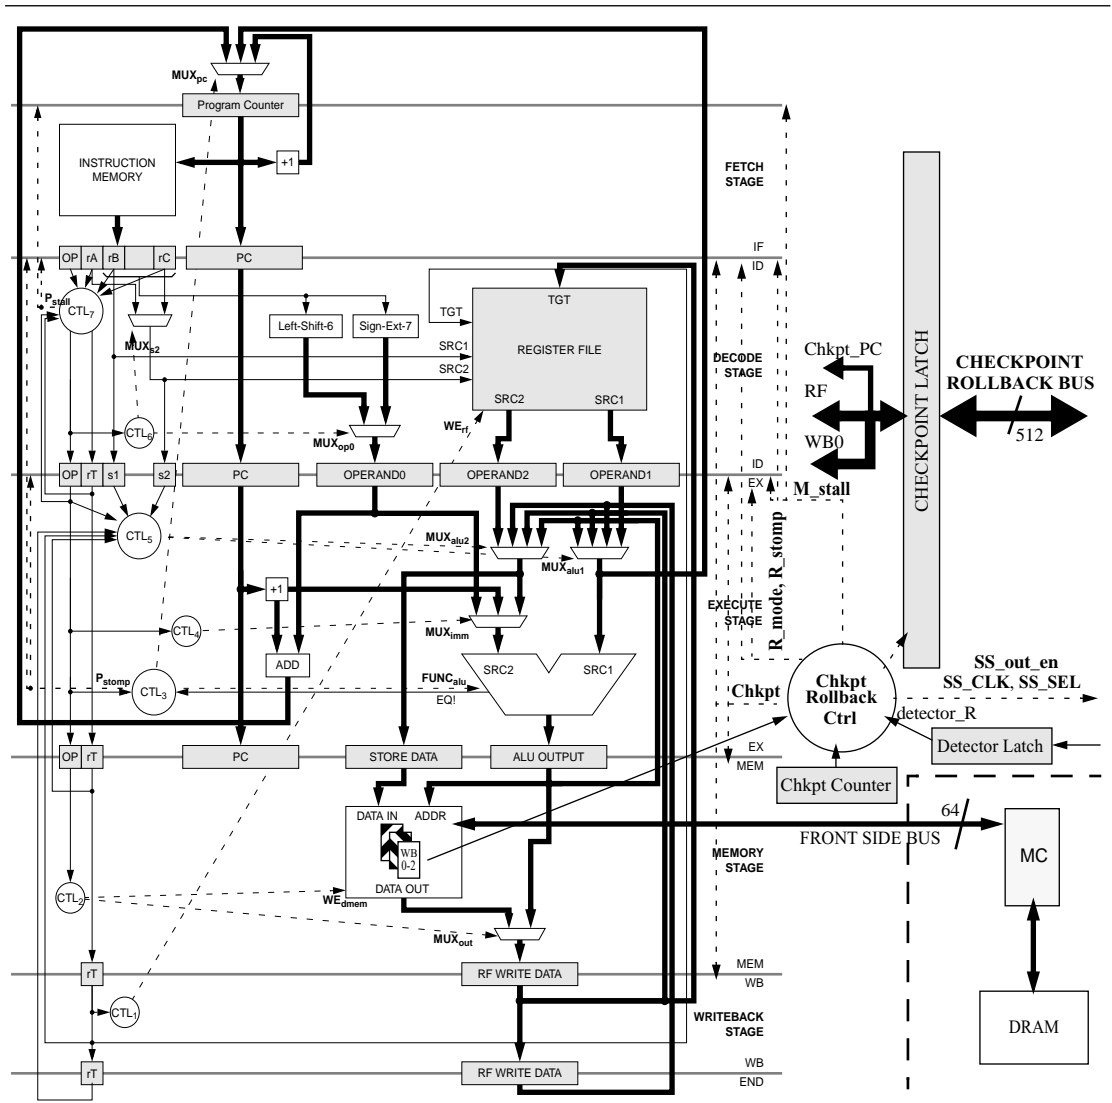 MUXpc
Program Counter
INSTRUCTION
MEMORY
+1
FETCH
STAGE
IF
OP
rA
rB
rC
PC
ID
Pstall
CTL7
MUXs2
Left-Shift-6
Sign-Ext-7
TGT
TGT
SRC1
SRC2
REGISTER FILE
SRC2
SRC1
DECODE
STAGE
CTL6
MUXop0
WErf
ID
OP
rT
s1
s2
PC
OPERAND0
OPERAND2
OPERAND1
EX
CTL5
MUXalu2
MUXalu1
+1
CTL4
MUXimm
EXECUTE
STAGE
ADD
SRC2
SRC1
Pstomp
CTL3
FUNCalu
EQ!
EX
OP
rT
PC
STORE DATA
ALU OUTPUT
MEM
DATA IN
ADDR
WB
0-2
DATA OUT
MEMORY
STAGE
CTL2
WEdmem
MUXout
MEM
rT
RF WRITE DATA
WB
CTL1
WRITEBACK
STAGE
WB
rT
RF WRITE DATA
END
Chkpt_PC
RF
WB0
M_stall
R_mode, R_stomp
CHECKPOINT LATCH
CHECKPOINT
ROLLBACK BUS
512
Chkpt
Chkpt
Rollback
Ctrl
SS_out_en
SS_CLK, SS_SEL
detector_R
Detector Latch
Chkpt Counter
64
FRONT SIDE BUS
MC
DRAM